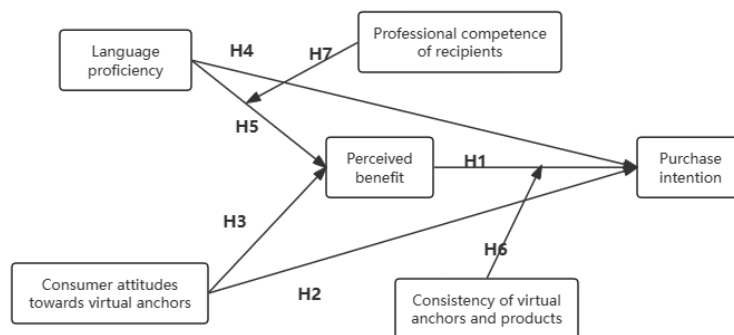 Language
proficiency
H4
H7
Professional competence
of recipients
H5
Perceived
benefit
H1
Purchase
intention
H3
H6
Consumer attitudes
towards virtual anchors
H2
Consistency of virtual
anchors and products